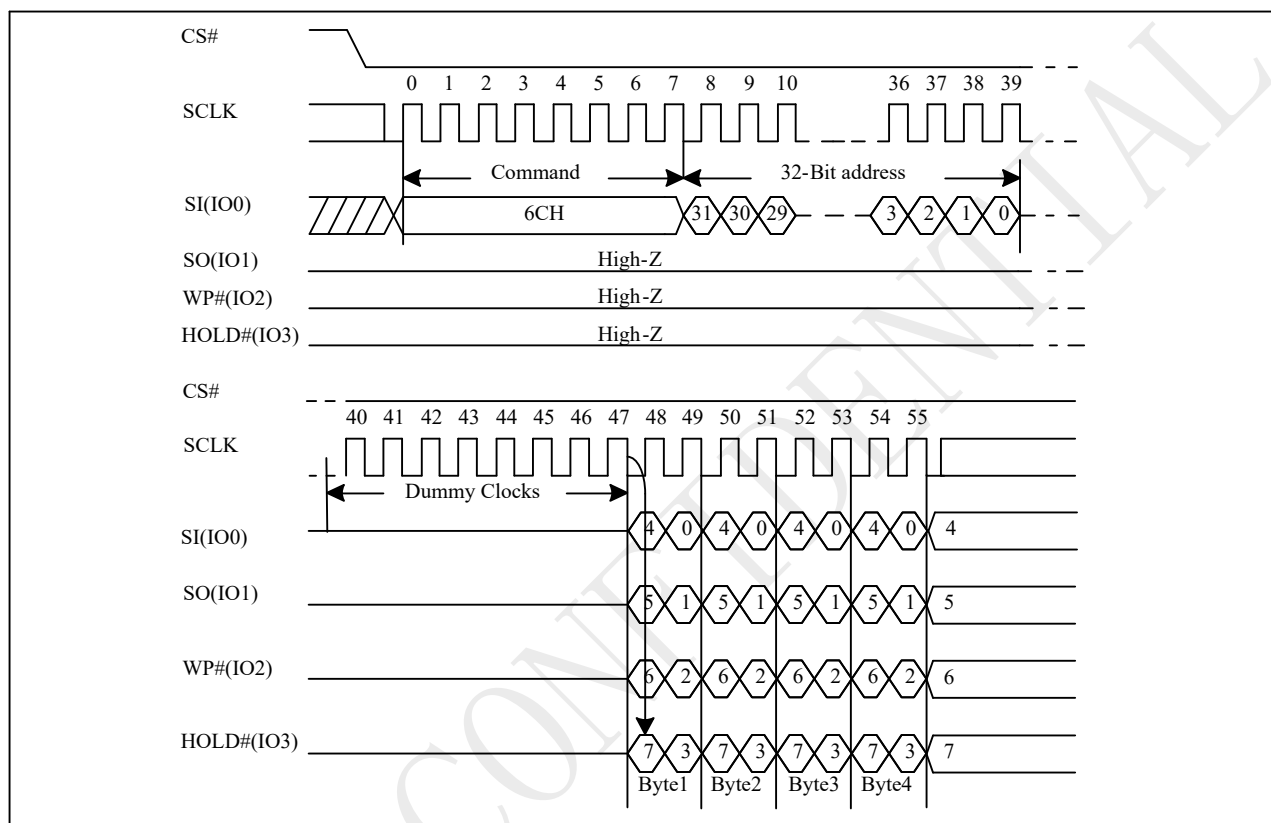 CS#
0 1 2 3 4 5 6 7 8 9 10 36 37 38 39
SCLK
Command 32-Bit address
SI(IO0) 6CH 31 30 29 3 2 1 0
SO(IO1) High-Z
WP#(IO2) High-Z
HOLD#(IO3) High-Z
CS#
40 41 42 43 44 45 46 47 48 49 50 51 52 53 54 55
SCLK
Dummy Clocks
SI(IO0) 4 0 4 0 4 0 4 0 4
SO(IO1) 5 1 5 1 5 1 5 1 5
WP#(IO2) 6 2 6 2 6 2 6 2 6
HOLD#(IO3) 7 3 7 3 7 3 7 3 7
Byte1 Byte2 Byte3 Byte4
CONFIDENTIAL